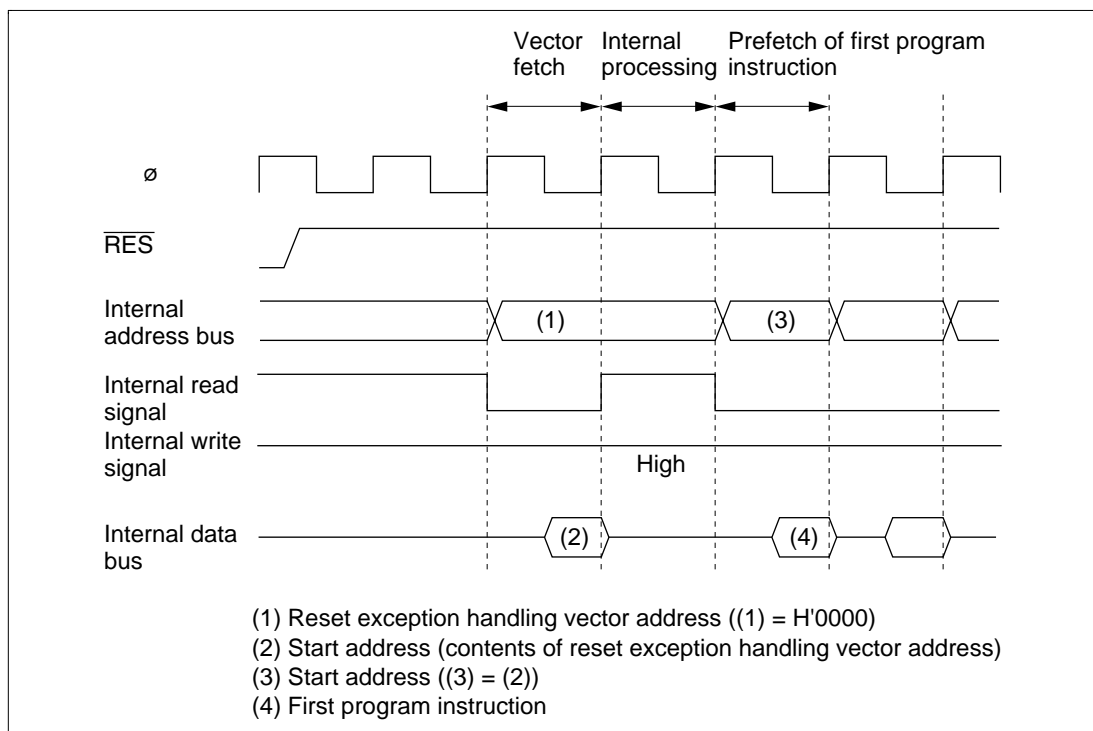 Vector fetch
Internal processing
Prefetch of first program instruction
ø
RES
Internal address bus
(1)
(3)
Internal read signal
Internal write signal
High
Internal data bus
(2)
(4)
(1) Reset exception handling vector address ((1) = H'0000)
(2) Start address (contents of reset exception handling vector address)
(3) Start address ((3) = (2))
(4) First program instruction